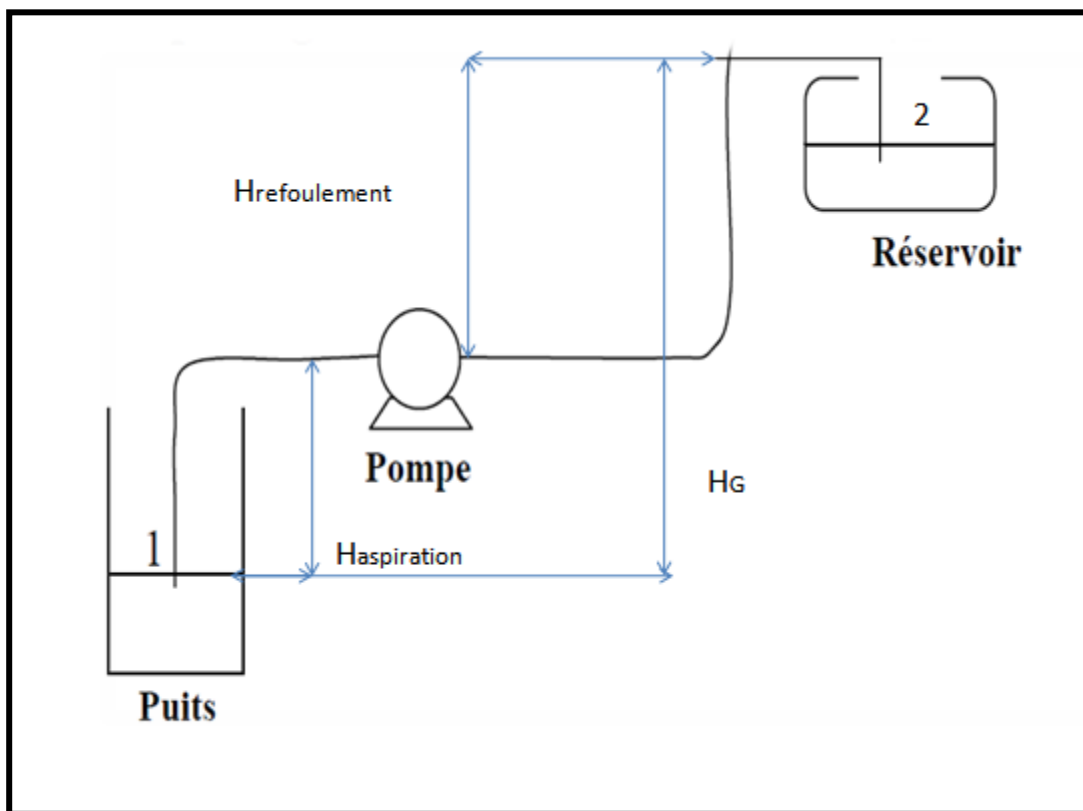 2
Hrefoulement
Réservoir
Pompe
HG
1
Haspiration
Puits